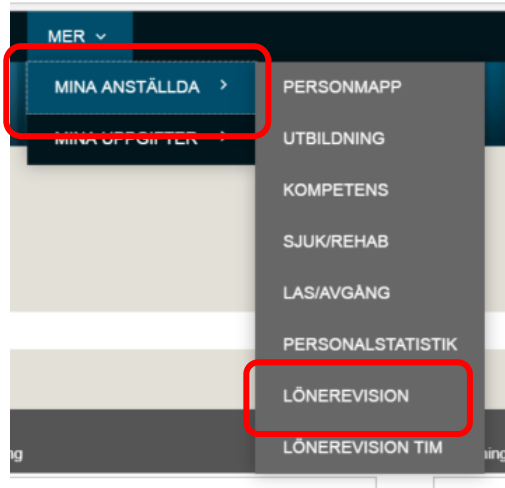 MER
MINA ANSTÄLLDA
PERSONMAPP
MINA UPPGIFTER
UTBILDNING
KOMPETENS
SJUK/REHAB
LAS/AVGÅNG
PERSONALSTATISTIK
LÖNEREVISION
LÖNEREVISION TIM